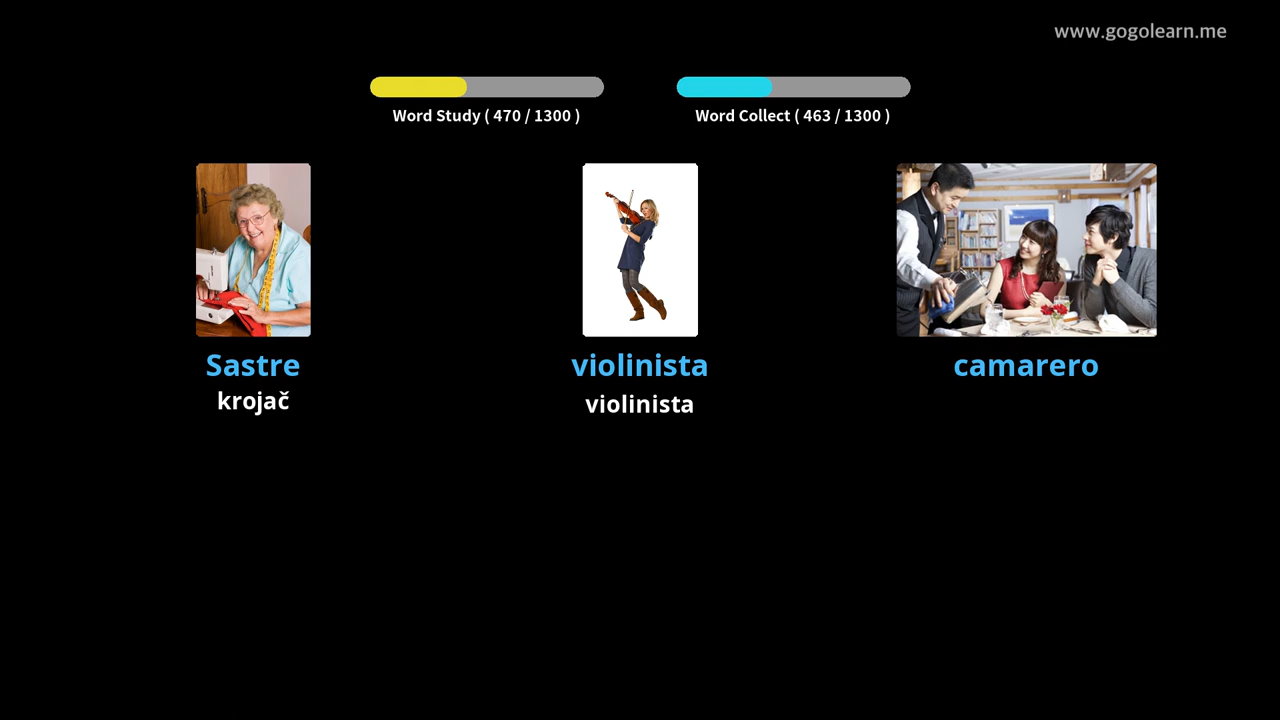 www.gogolearn.me
Word Study ( 470 / 1300 )
Word Collect ( 463 / 1300 )
Sastre
krojač
violinista
violinista
camarero